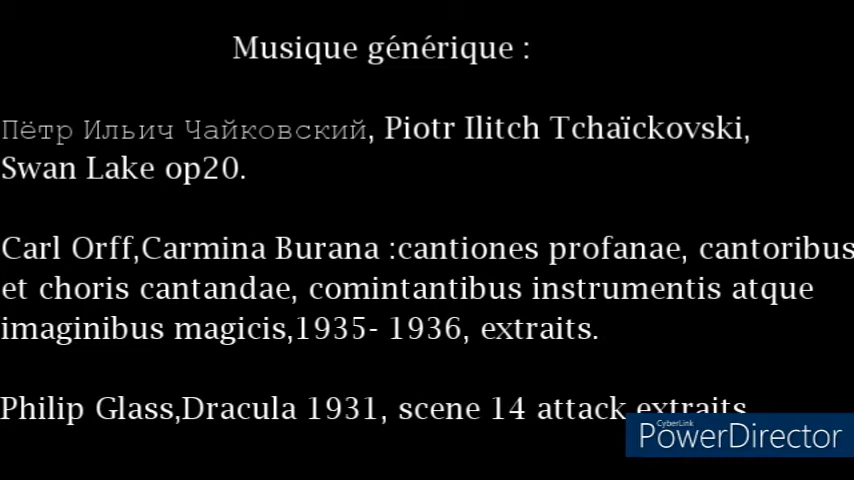 Musique générique :
Пётр Ильич Чайковский, Piotr Ilitch Tchaïckovski,
Swan Lake op20.
Carl Orff,Carmina Burana :cantiones profanae, cantoribus
et choris cantandae, comintantibus instrumentis atque
imaginibus magicis,1935- 1936, extraits.
Philip Glass,Dracula 1931, scene 14 attack extraits
CyberLink
PowerDirector